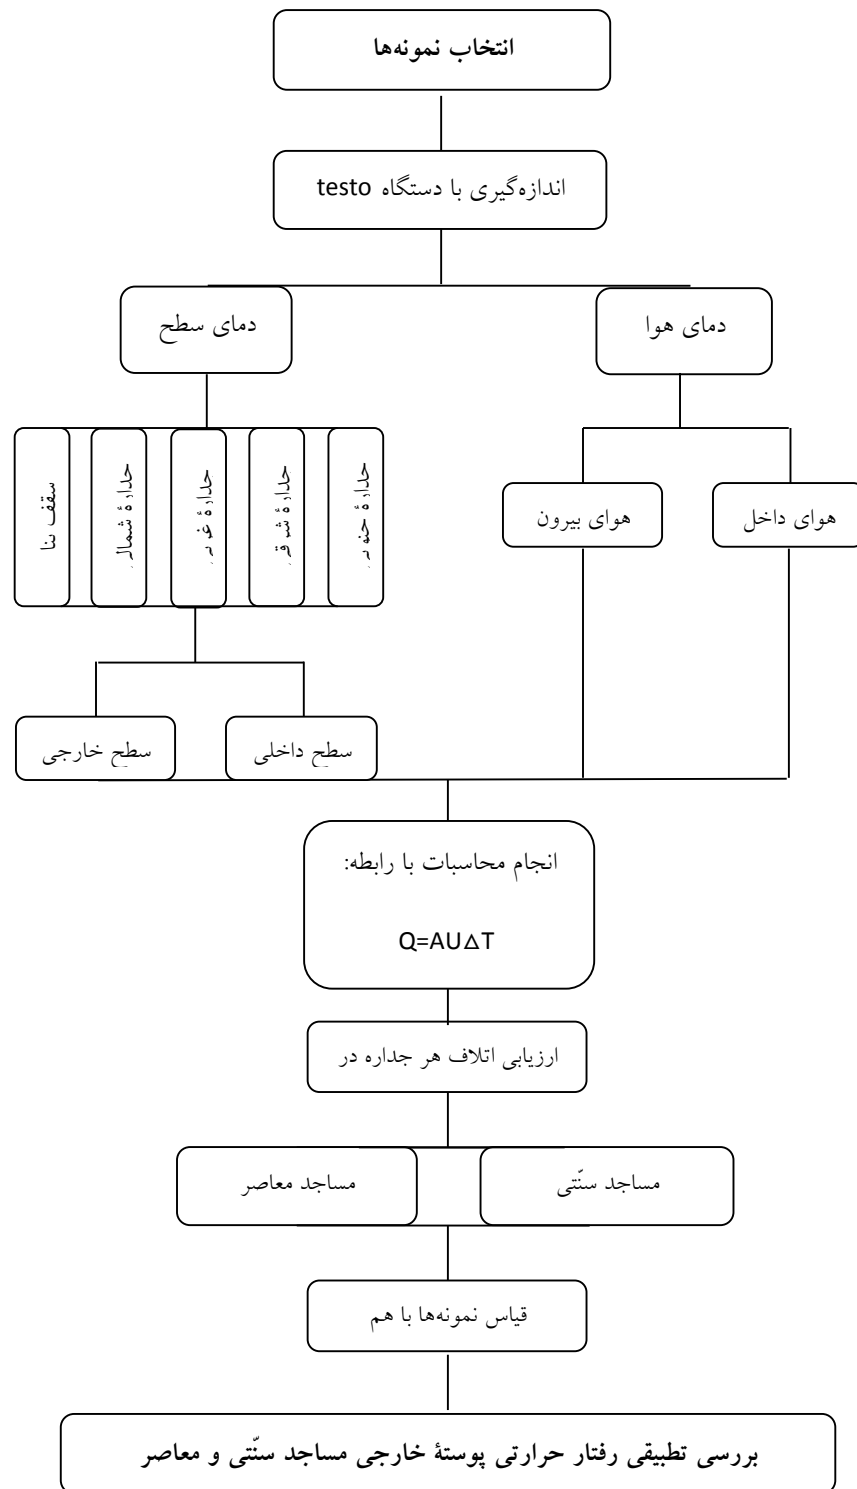 انتخاب نمونه‌ها
اندازه‌گیری با دستگاه testo
دمای هوا
دمای سطح
جدارهٔ
جدارهٔ
جدارهٔ
جدارهٔ شمالی
سقف بنا
هوای داخل
هوای بیرون
سطح داخلی
سطح خارجی
انجام محاسبات با رابطه:
Q=AU△T
ارزیابی اتلاف هر جداره در
مساجد سنّتی
مساجد معاصر
قیاس نمونه‌ها با هم
بررسی تطبیقی رفتار حرارتی پوستهٔ خارجی مساجد سنّتی و معاصر